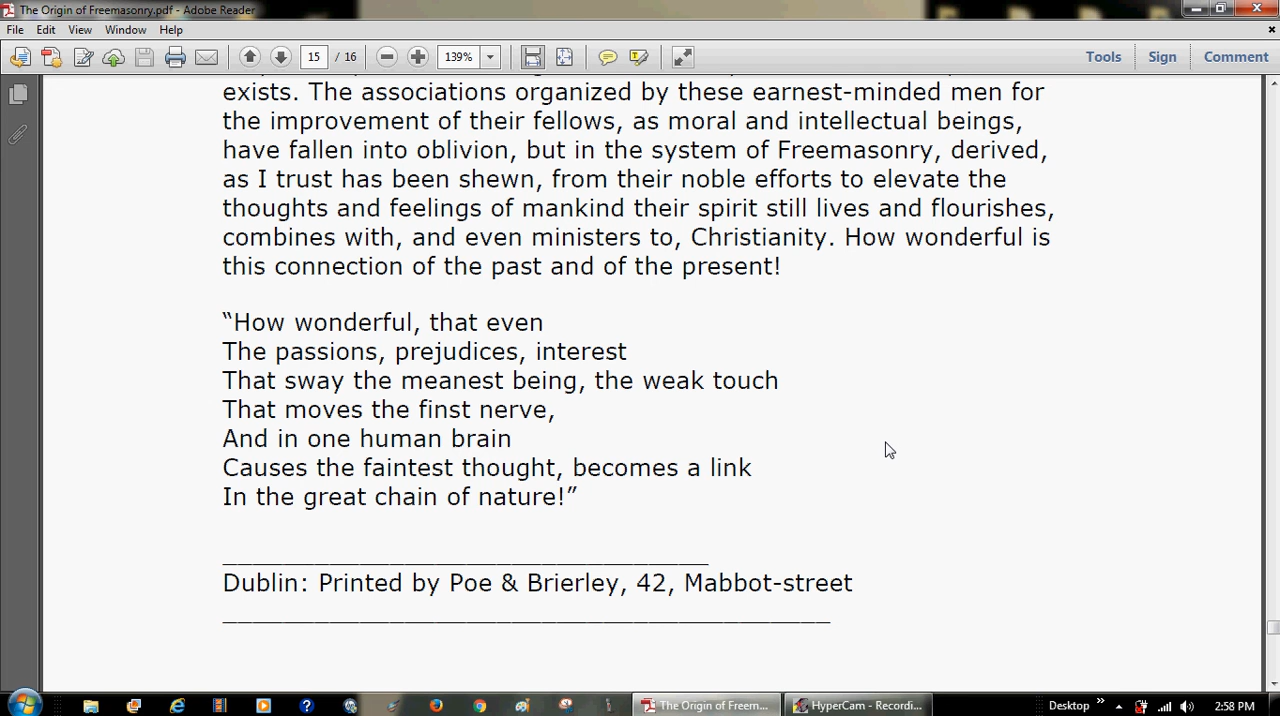 The Origin of Freemasonry.pdf - Adobe Reader
File Edit View Window Help
15 / 16 139% Tools Sign Comment
exists. The associations organized by these earnest-minded men for
the improvement of their fellows, as moral and intellectual beings,
have fallen into oblivion, but in the system of Freemasonry, derived,
as I trust has been shewn, from their noble efforts to elevate the
thoughts and feelings of mankind their spirit still lives and flourishes,
combines with, and even ministers to, Christianity. How wonderful is
this connection of the past and of the present!
“How wonderful, that even
The passions, prejudices, interest
That sway the meanest being, the weak touch
That moves the finst nerve,
And in one human brain
Causes the faintest thought, becomes a link
In the great chain of nature!”
Dublin: Printed by Poe & Brierley, 42, Mabbot-street
The Origin of Freem... HyperCam - Recordi... Desktop 2:58 PM